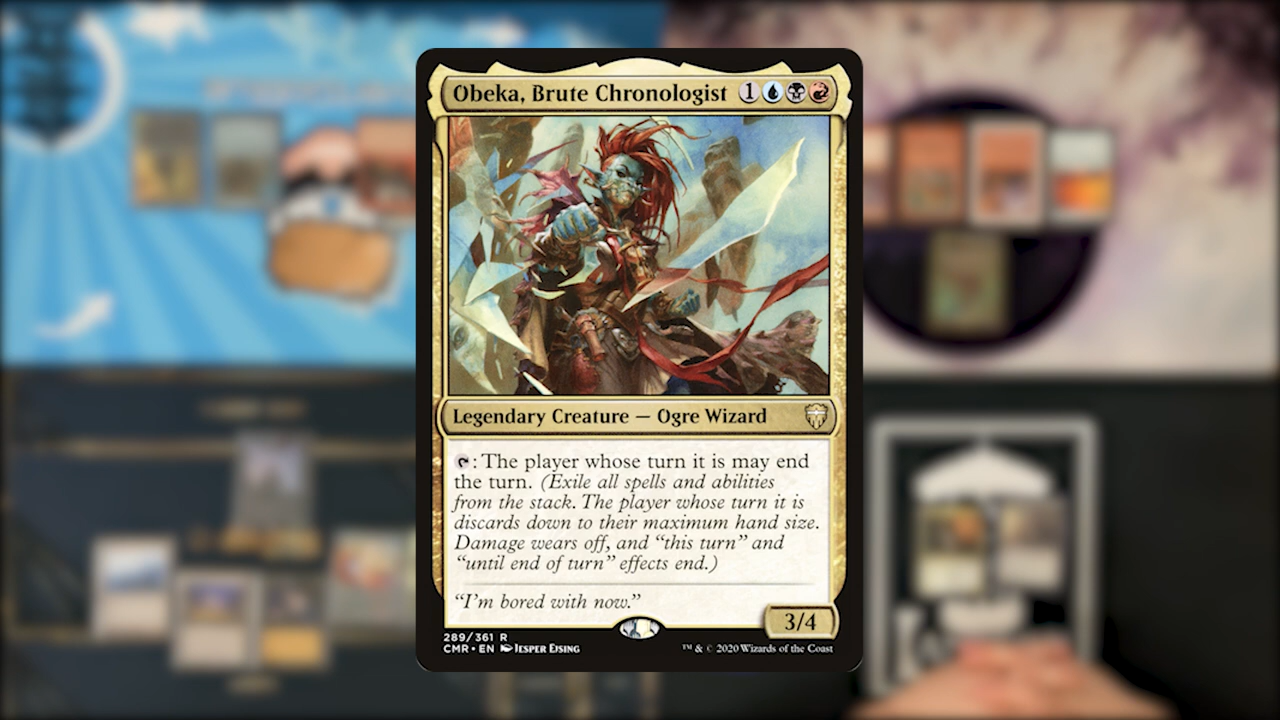 Obeka, Brute Chronologist 1
Legendary Creature — Ogre Wizard
: The player whose turn it is may end
the turn. (Exile all spells and abilities
from the stack. The player whose turn it is
discards down to their maximum hand size.
Damage wears off, and “this turn” and
“until end of turn” effects end.)
“I'm bored with now.”
3/4
289/361 R
CMR • EN Jesper Ejsing
™ & © 2020 Wizards of the Coast